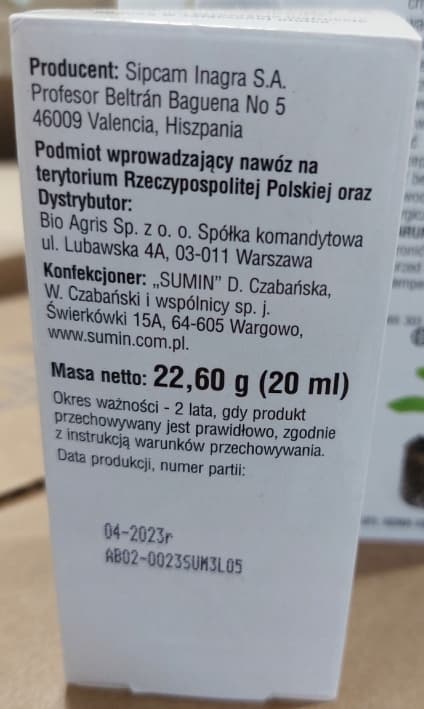 Producent: Sipcam Inagra S.A.
Profesor Beltrán Baguena No 5
46009 Valencia, Hiszpania
Podmiot wprowadzający nawóz na
terytorium Rzeczypospolitej Polskiej oraz
Dystrybutor:
Bio Agris Sp. z o. o. Spółka komandytowa
ul. Lubawska 4A, 03-011 Warszawa
Konfekcjoner: „SUMIN” D. Czabańska,
W. Czabański i wspólnicy sp. j.
Świerkówki 15A, 64-605 Wargowo,
www.sumin.com.pl.
Masa netto: 22,60 g (20 ml)
Okres ważności - 2 lata, gdy produkt
przechowywany jest prawidłowo, zgodnie
z instrukcją warunków przechowywania.
Data produkcji, numer partii:
04-2023r
AB02-0023SUM3L05